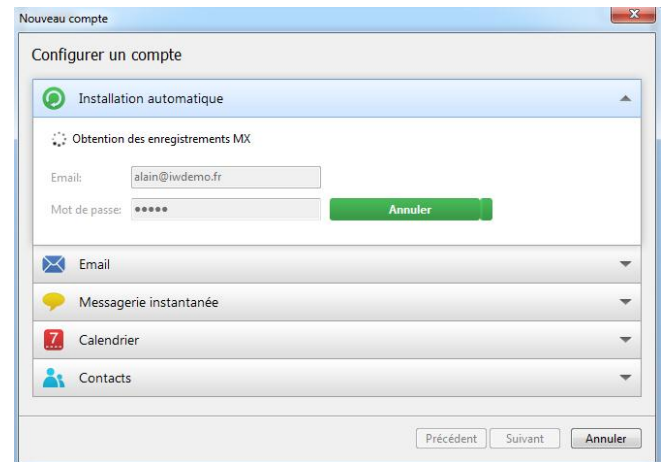 Nouveau compte
Configurer un compte
Installation automatique
Obtention des enregistrements MX
Email: alain@iwdemo.fr
Mot de passe: ●●●●● Annuler
Email
Messagerie instantanée
7 Calendrier
Contacts
Précédent Suivant Annuler